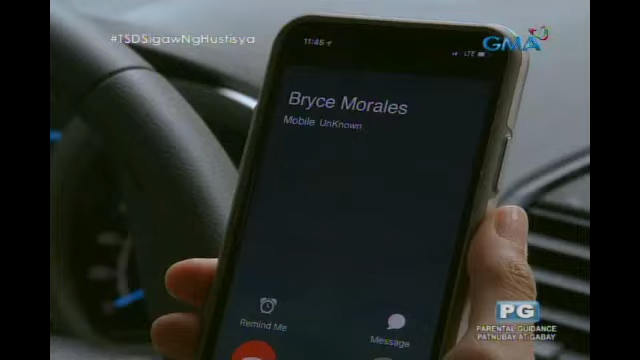 #TSDSigawNgHustisya
GMA
11:45
LTE
Bryce Morales
Mobile UnKnown
Remind Me
Message
PG
PARENTAL GUIDANCE
PATNUBAY AT GABAY